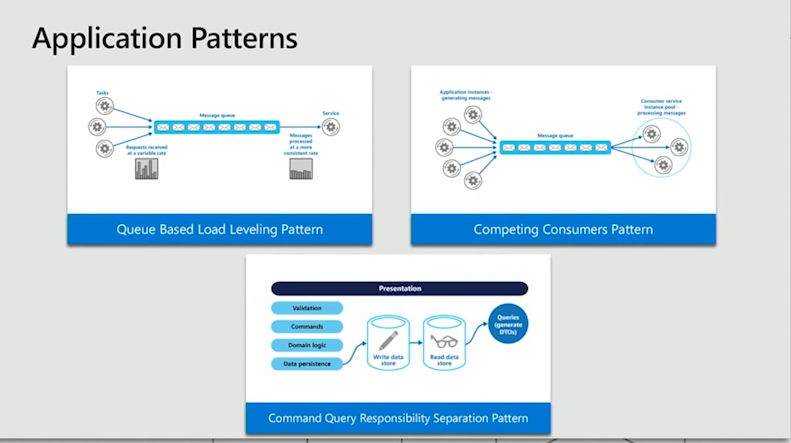 Application Patterns
Tasks
Message queue
Service
Requests received
at a variable rate
Messages
processed
at a more
consistent rate
Queue Based Load Leveling Pattern
Application instances -
generating messages
Message queue
Consumer service
instance pool -
processing messages
Competing Consumers Pattern
Presentation
Validation
Commands
Domain logic
Data persistence
Write data
store
Read data
store
Queries
(generate
DTOs)
Command Query Responsibility Separation Pattern